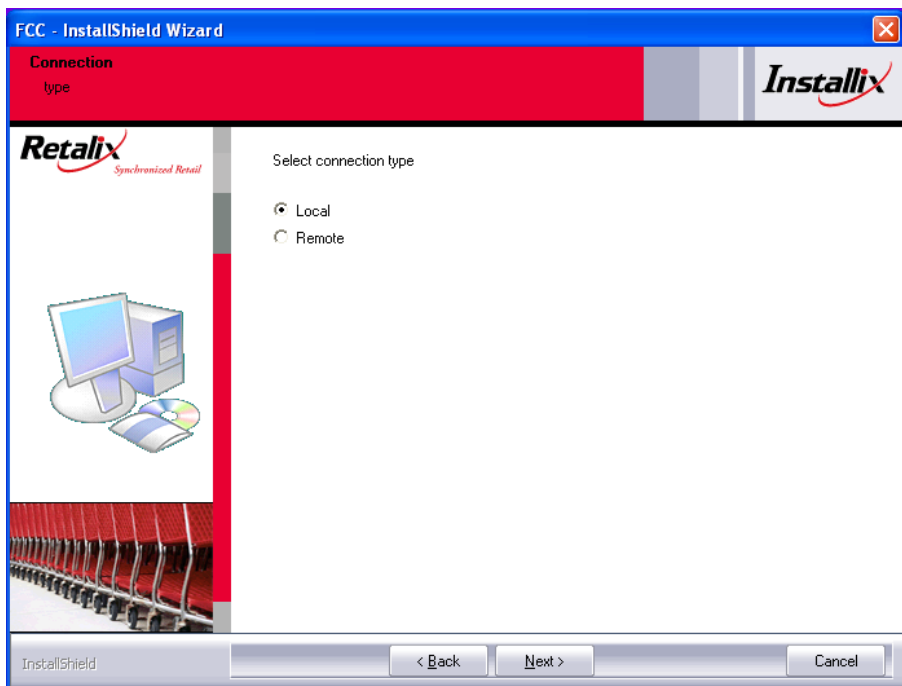 FCC - InstallShield Wizard
Connection
type
Installix
Retalix
Synchronized Retail
Select connection type
Local
Remote
InstallShield
< Back
Next >
Cancel